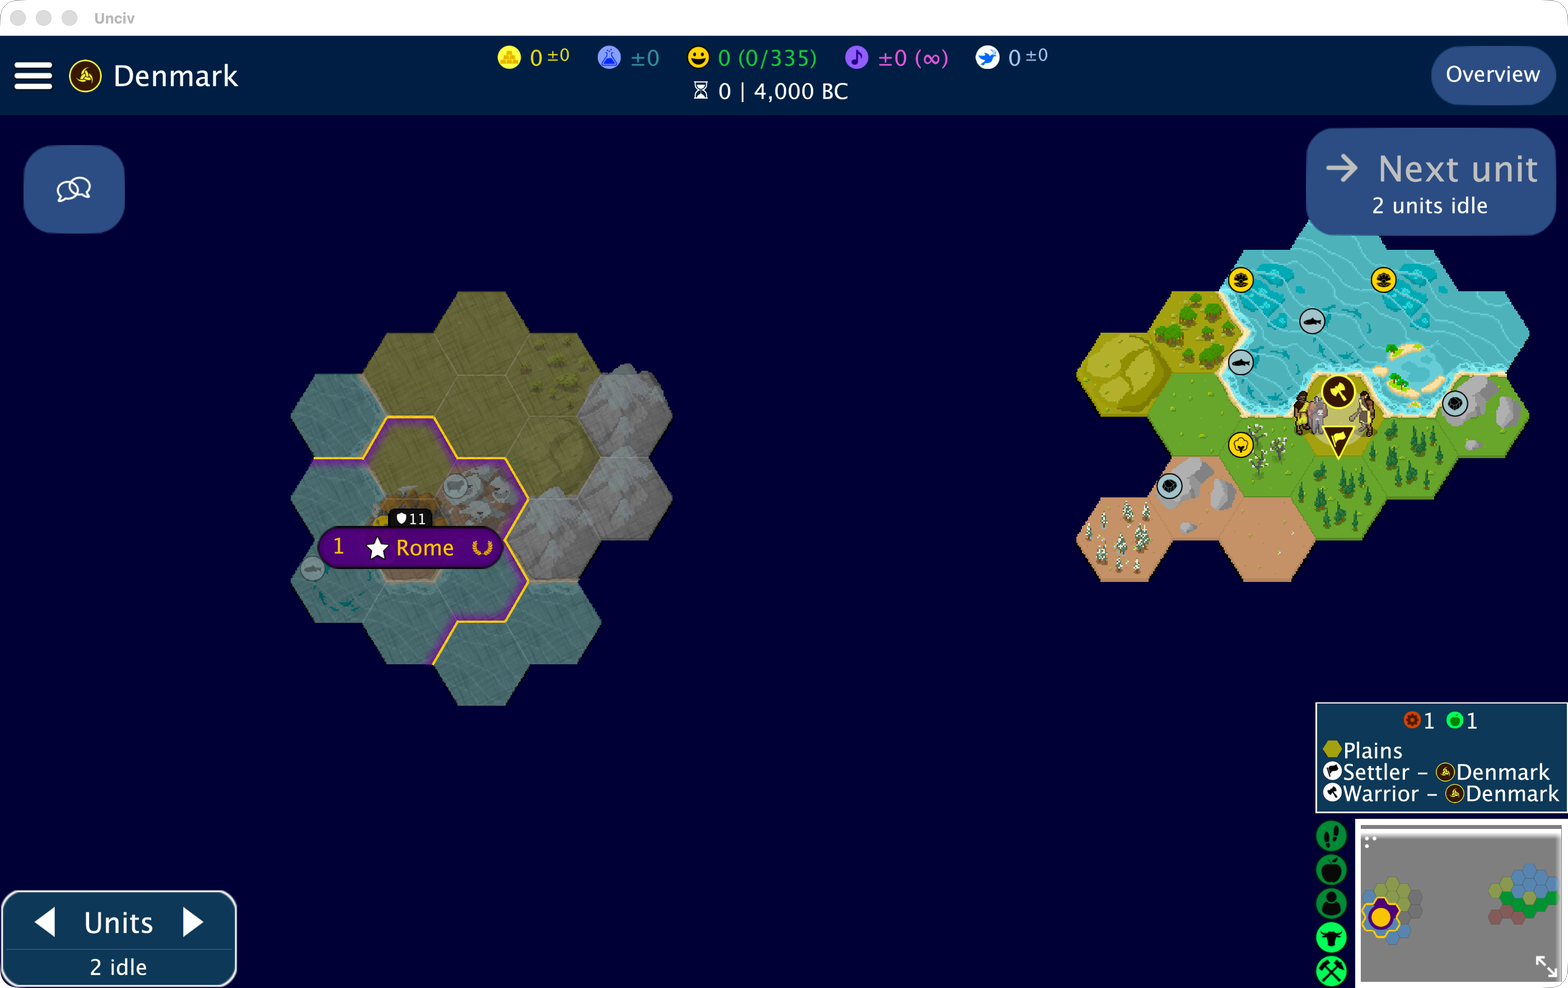 Unciv
Denmark
0 ±0
±0
0 (0/335)
±0 (∞)
0 ±0
0 | 4,000 BC
Overview
Next unit
2 units idle
11
1 Rome
1 1
Plains
Settler - Denmark
Warrior - Denmark
Units
2 idle